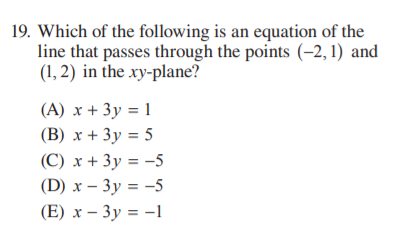 19. Which of the following is an equation of the
line that passes through the points (–2, 1) and
(1, 2) in the xy-plane?
(A) x + 3y = 1
(B) x + 3y = 5
(C) x + 3y = –5
(D) x – 3y = –5
(E) x – 3y = –1